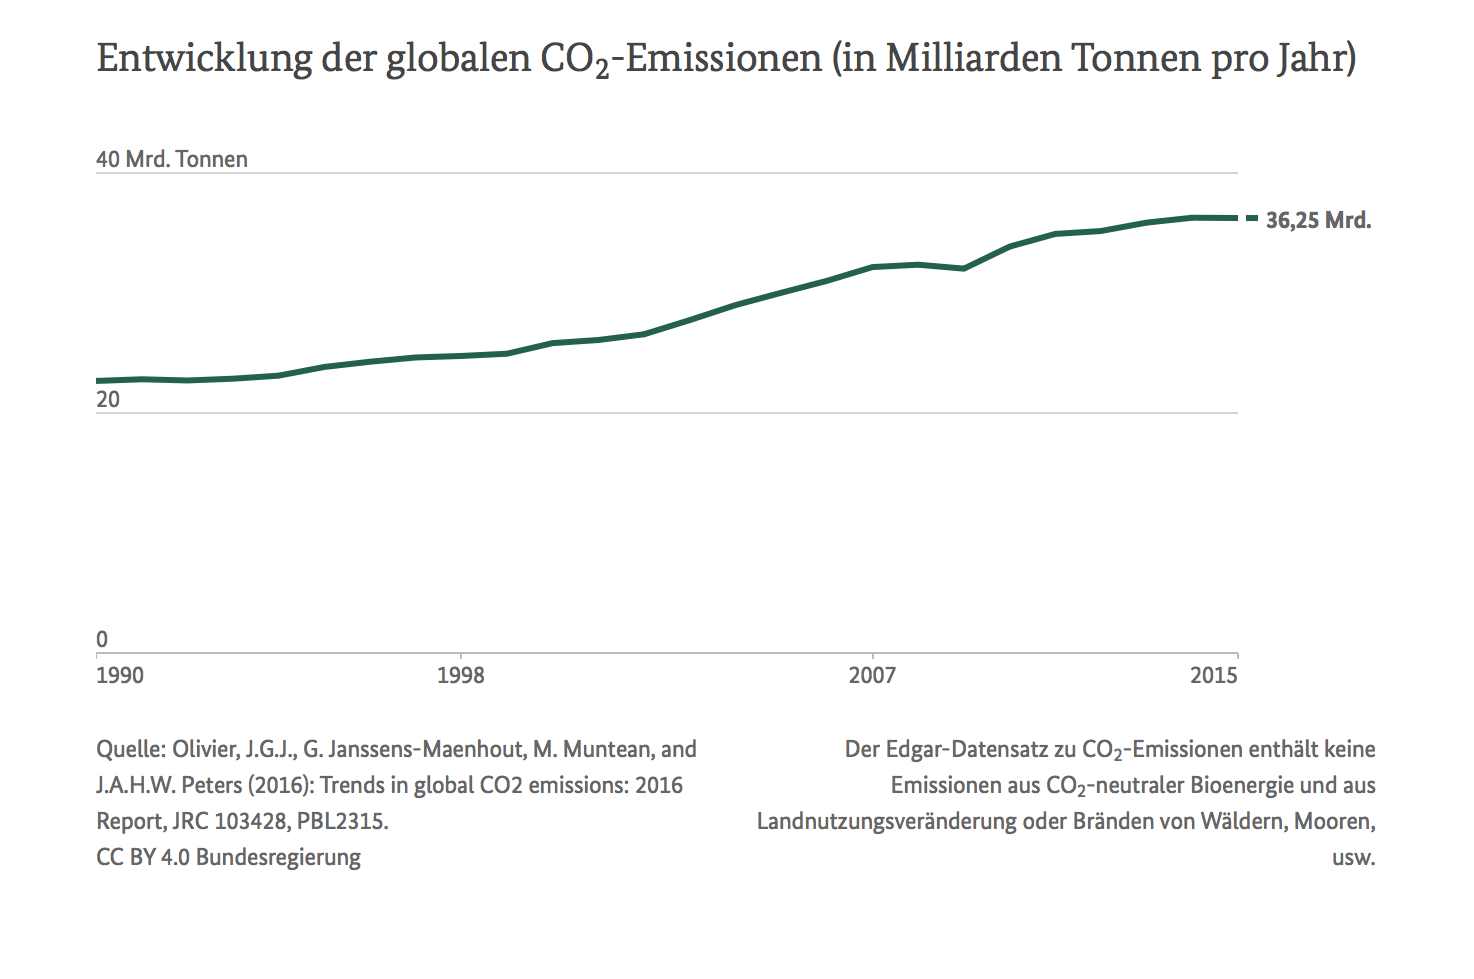 Entwicklung der globalen CO₂-Emissionen (in Milliarden Tonnen pro Jahr)
40 Mrd. Tonnen
36,25 Mrd.
20
0
1990 1998 2007 2015
Quelle: Olivier, J.G.J., G. Janssens-Maenhout, M. Muntean, and
J.A.H.W. Peters (2016): Trends in global CO2 emissions: 2016
Report, JRC 103428, PBL2315.
CC BY 4.0 Bundesregierung
Der Edgar-Datensatz zu CO₂-Emissionen enthält keine
Emissionen aus CO₂-neutraler Bioenergie und aus
Landnutzungsveränderung oder Bränden von Wäldern, Mooren,
usw.